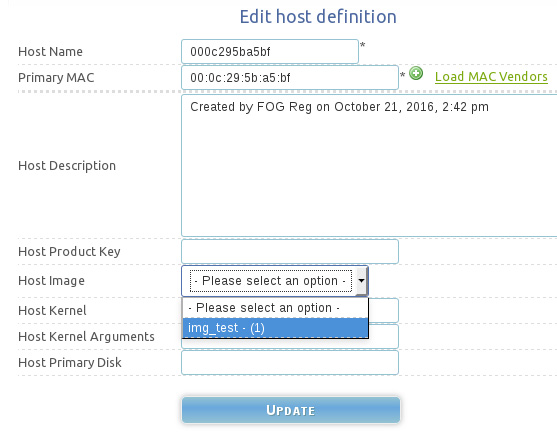 Edit host definition
Host Name 000c295ba5bf *
Primary MAC 00:0c:29:5b:a5:bf * Load MAC Vendors
Created by FOG Reg on October 21, 2016, 2:42 pm
Host Description
Host Product Key
Host Image - Please select an option -
- Please select an option -
Host Kernel
img_test - (1)
Host Kernel Arguments
Host Primary Disk
UPDATE